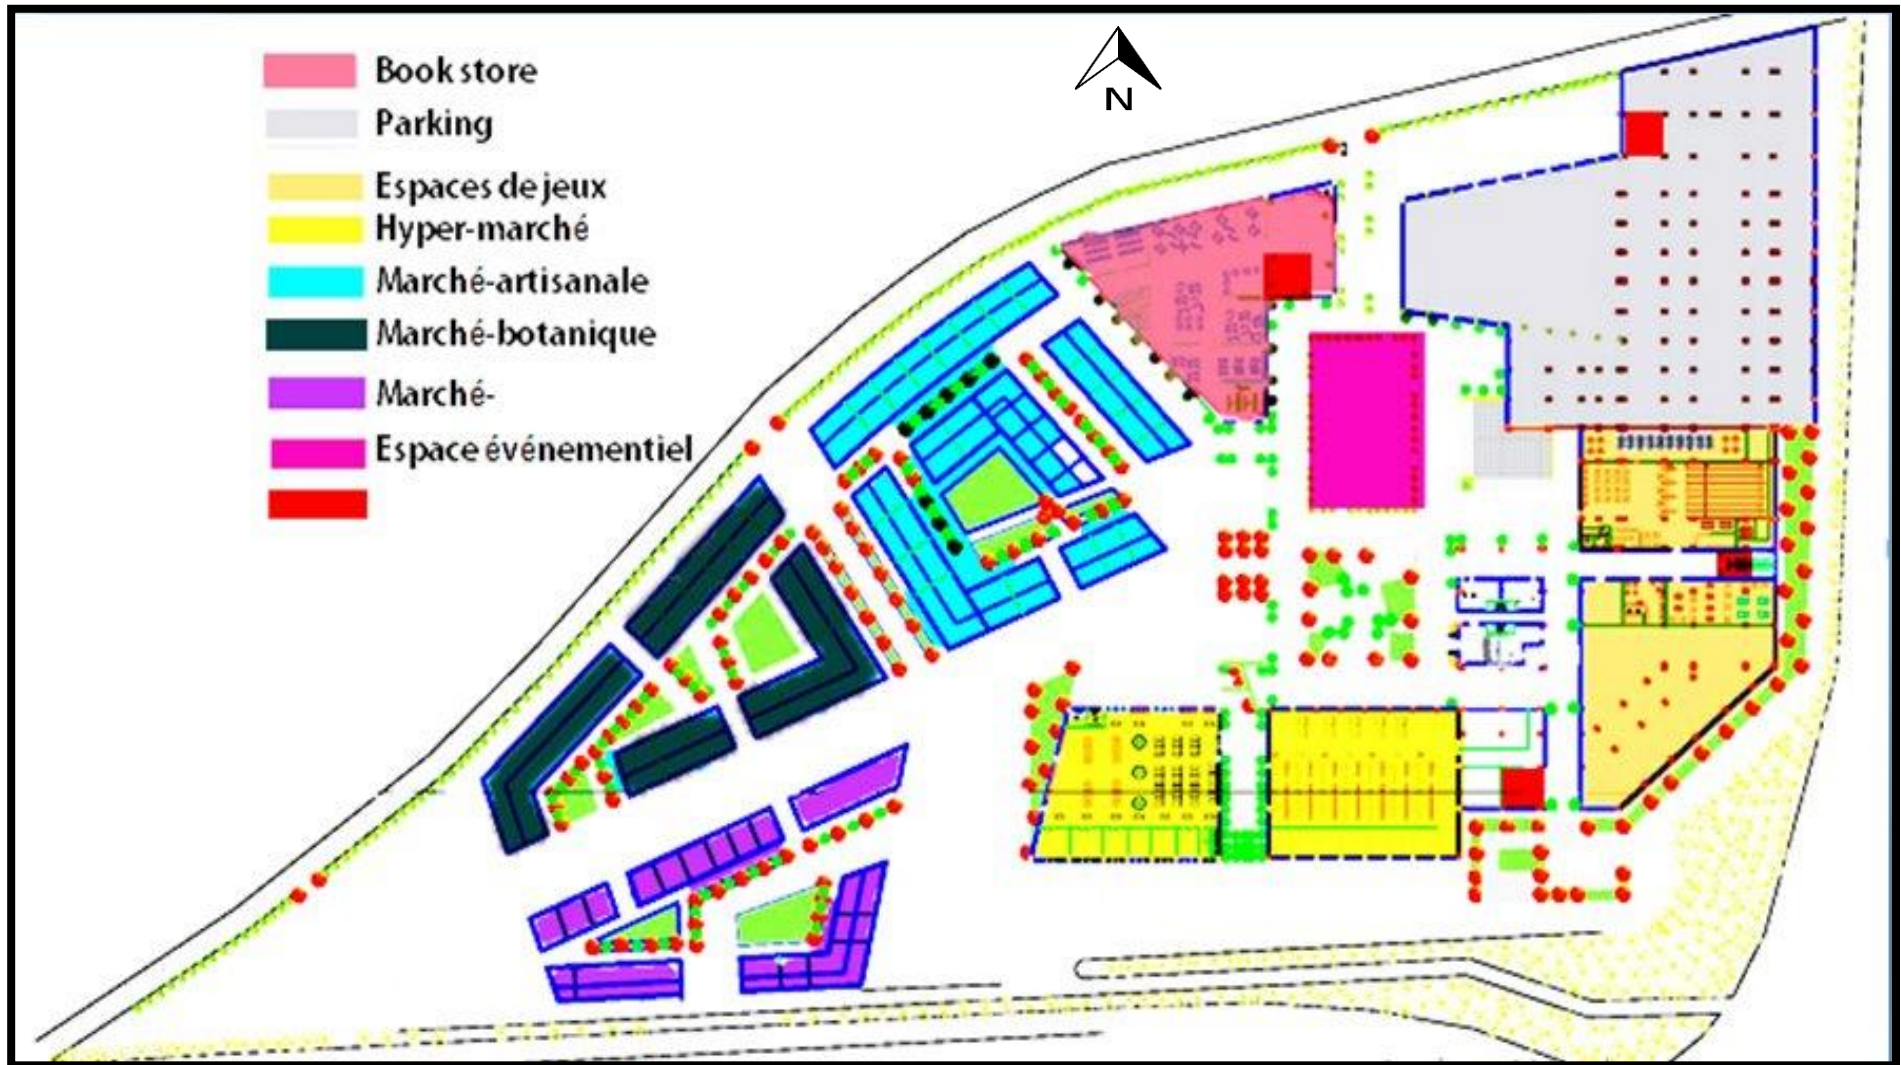 Book store
Parking
Espaces de jeux
Hyper-marché
Marché-artisanale
Marché-botanique
Marché-
Espace événementiel
N